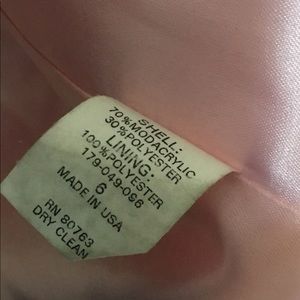 SHELL:
70%MODACRYLIC
30%POLYESTER
LINING:
100%POLYESTER
179-049-096
6
MADE IN USA
RN 80763
DRY CLEAN